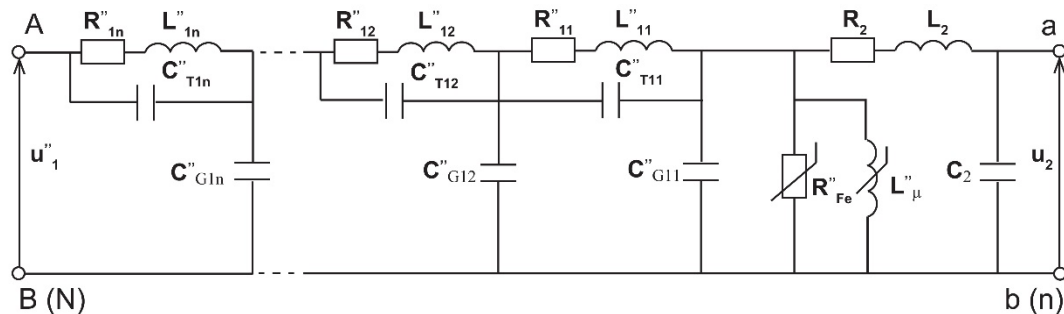 A R"1n L"1n R"12 L"12 R"11 L"11 R2 L2 a
C"T1n C"T12 C"T11
u"1 C"G1n C"G12 C"G11 R"Fe L"μ C2 u2
B (N) b (n)